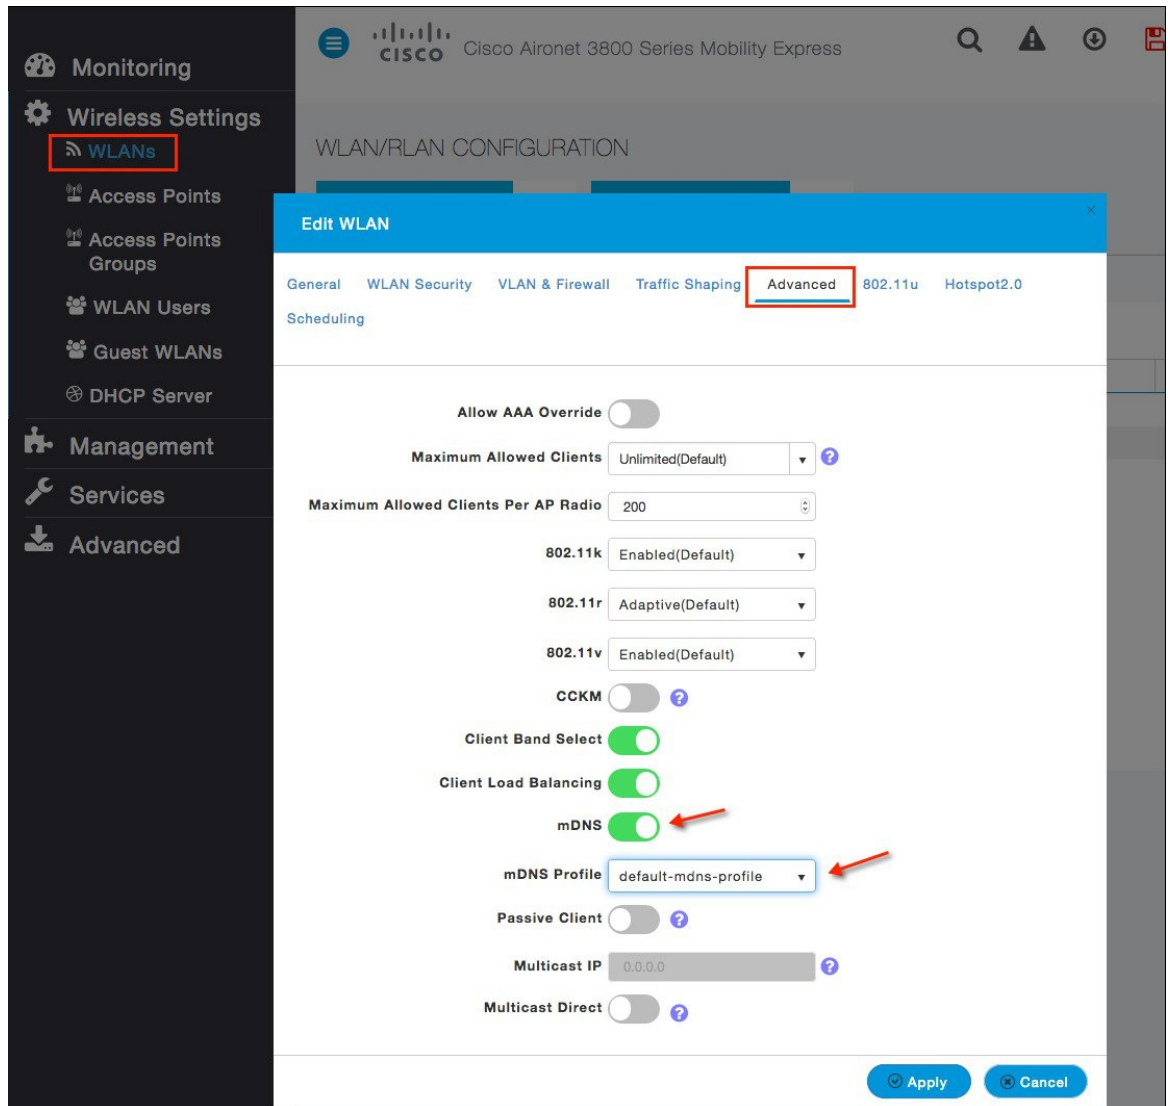 CISCO Cisco Aironet 3800 Series Mobility Express
Monitoring
Wireless Settings
WLANs
Access Points
Access Points
Groups
WLAN Users
Guest WLANs
DHCP Server
Management
Services
Advanced
WLAN/RLAN CONFIGURATION
Edit WLAN
General WLAN Security VLAN & Firewall Traffic Shaping Advanced 802.11u Hotspot2.0
Scheduling
Allow AAA Override
Maximum Allowed Clients Unlimited(Default) ?
Maximum Allowed Clients Per AP Radio 200
802.11k Enabled(Default)
802.11r Adaptive(Default)
802.11v Enabled(Default)
CCKM ?
Client Band Select
Client Load Balancing
mDNS
mDNS Profile default-mdns-profile
Passive Client ?
Multicast IP 0.0.0.0 ?
Multicast Direct ?
Apply Cancel